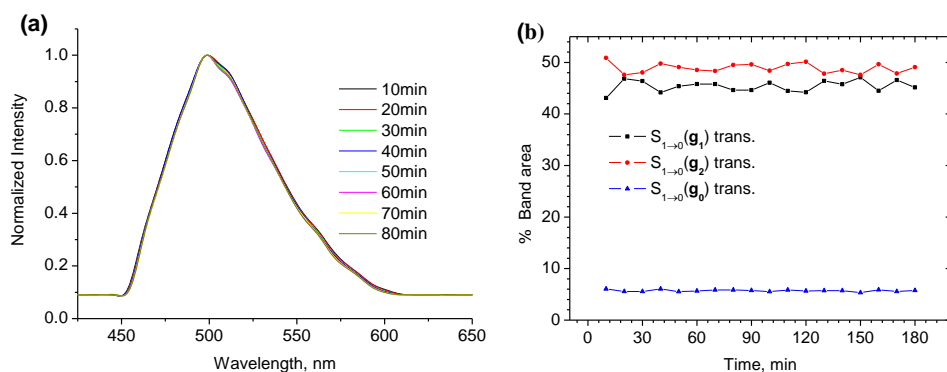 (a)
1.0
0.8
0.6
0.4
0.2
0.0
Normalized Intensity
10min
20min
30min
40min
50min
60min
70min
80min
450
500
550
600
650
Wavelength, nm
(b)
50
40
30
20
10
0
% Band area
S1→0(g1) trans.
S1→0(g2) trans.
S1→0(g0) trans.
0
30
60
90
120
150
180
Time, min